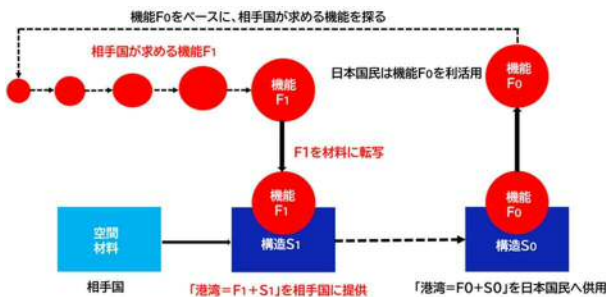 機能F0をベースに、相手国が求める機能を探る
相手国が求める機能F1
日本国民は機能F0を利活用
機能
F1
機能
F0
F1を材料に転写
機能
F1
機能
F0
空間
材料
構造S1
構造S0
相手国
「港湾=F1+S1」を相手国に提供
「港湾=F0+S0」を日本国民へ供用